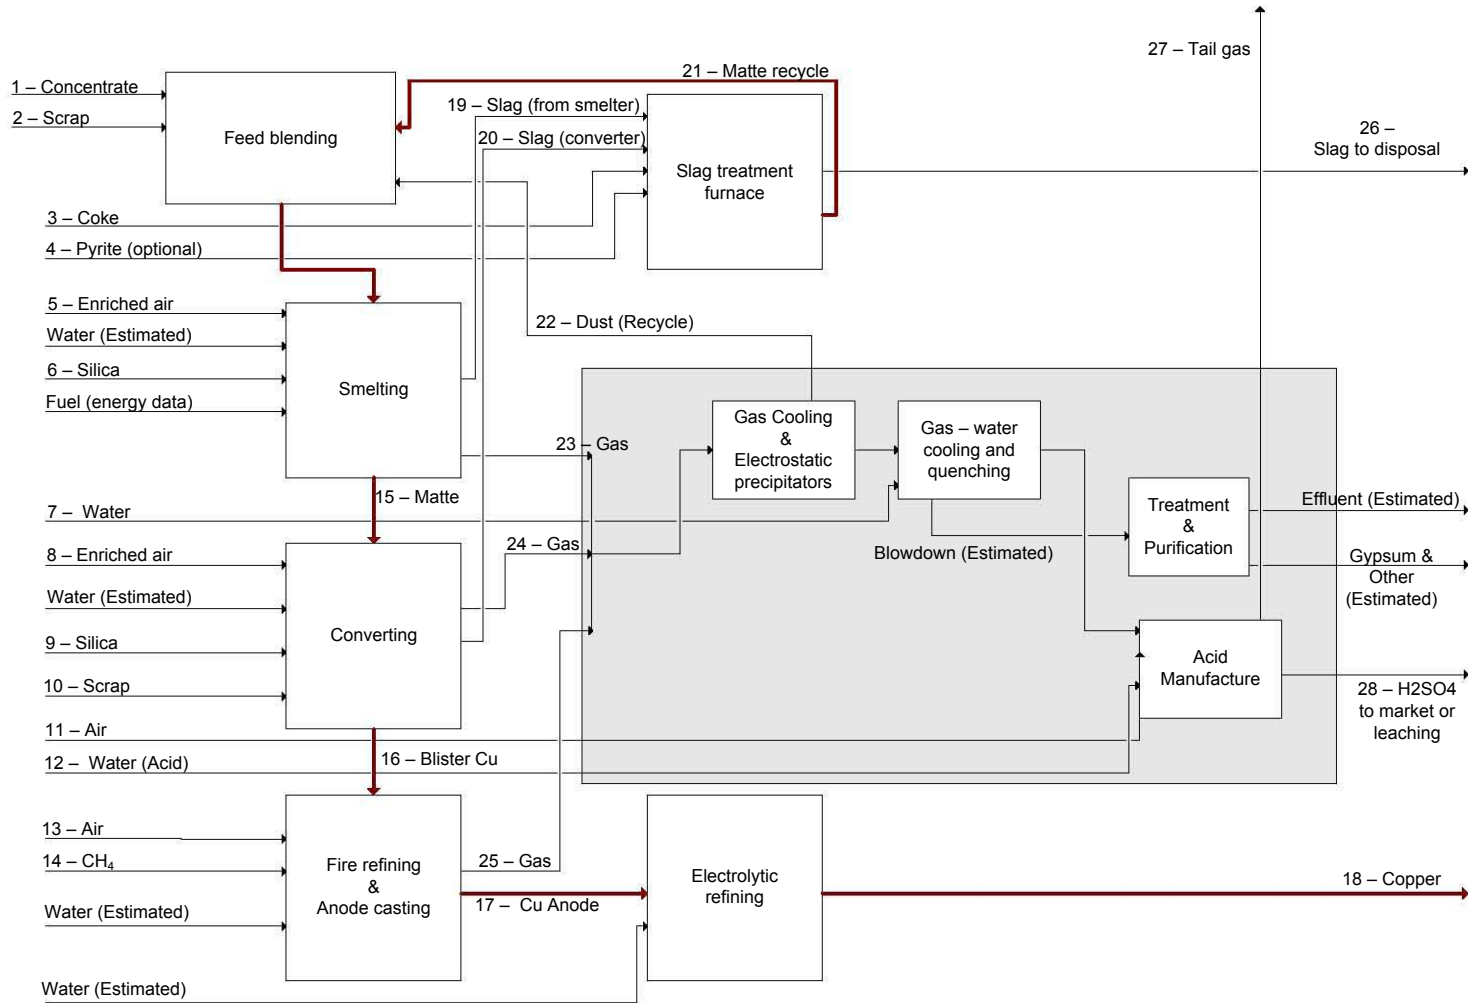 27 – Tail gas
1 – Concentrate
2 – Scrap
Feed blending
21 – Matte recycle
19 – Slag (from smelter)
20 – Slag (converter)
Slag treatment
furnace
26 –
Slag to disposal
3 – Coke
4 – Pyrite (optional)
5 – Enriched air
Water (Estimated)
6 – Silica
Fuel (energy data)
Smelting
22 – Dust (Recycle)
23 – Gas
Gas Cooling
&
Electrostatic
precipitators
Gas – water
cooling and
quenching
15 – Matte
7 – Water
24 – Gas
Blowdown (Estimated)
Treatment
&
Purification
Effluent (Estimated)
Gypsum &
Other
(Estimated)
8 – Enriched air
Water (Estimated)
9 – Silica
10 – Scrap
Converting
Acid
Manufacture
28 – H2SO4
to market or
leaching
11 – Air
12 – Water (Acid)
16 – Blister Cu
13 – Air
14 – CH₄
Water (Estimated)
Fire refining
&
Anode casting
25 – Gas
17 – Cu Anode
Electrolytic
refining
18 – Copper
Water (Estimated)